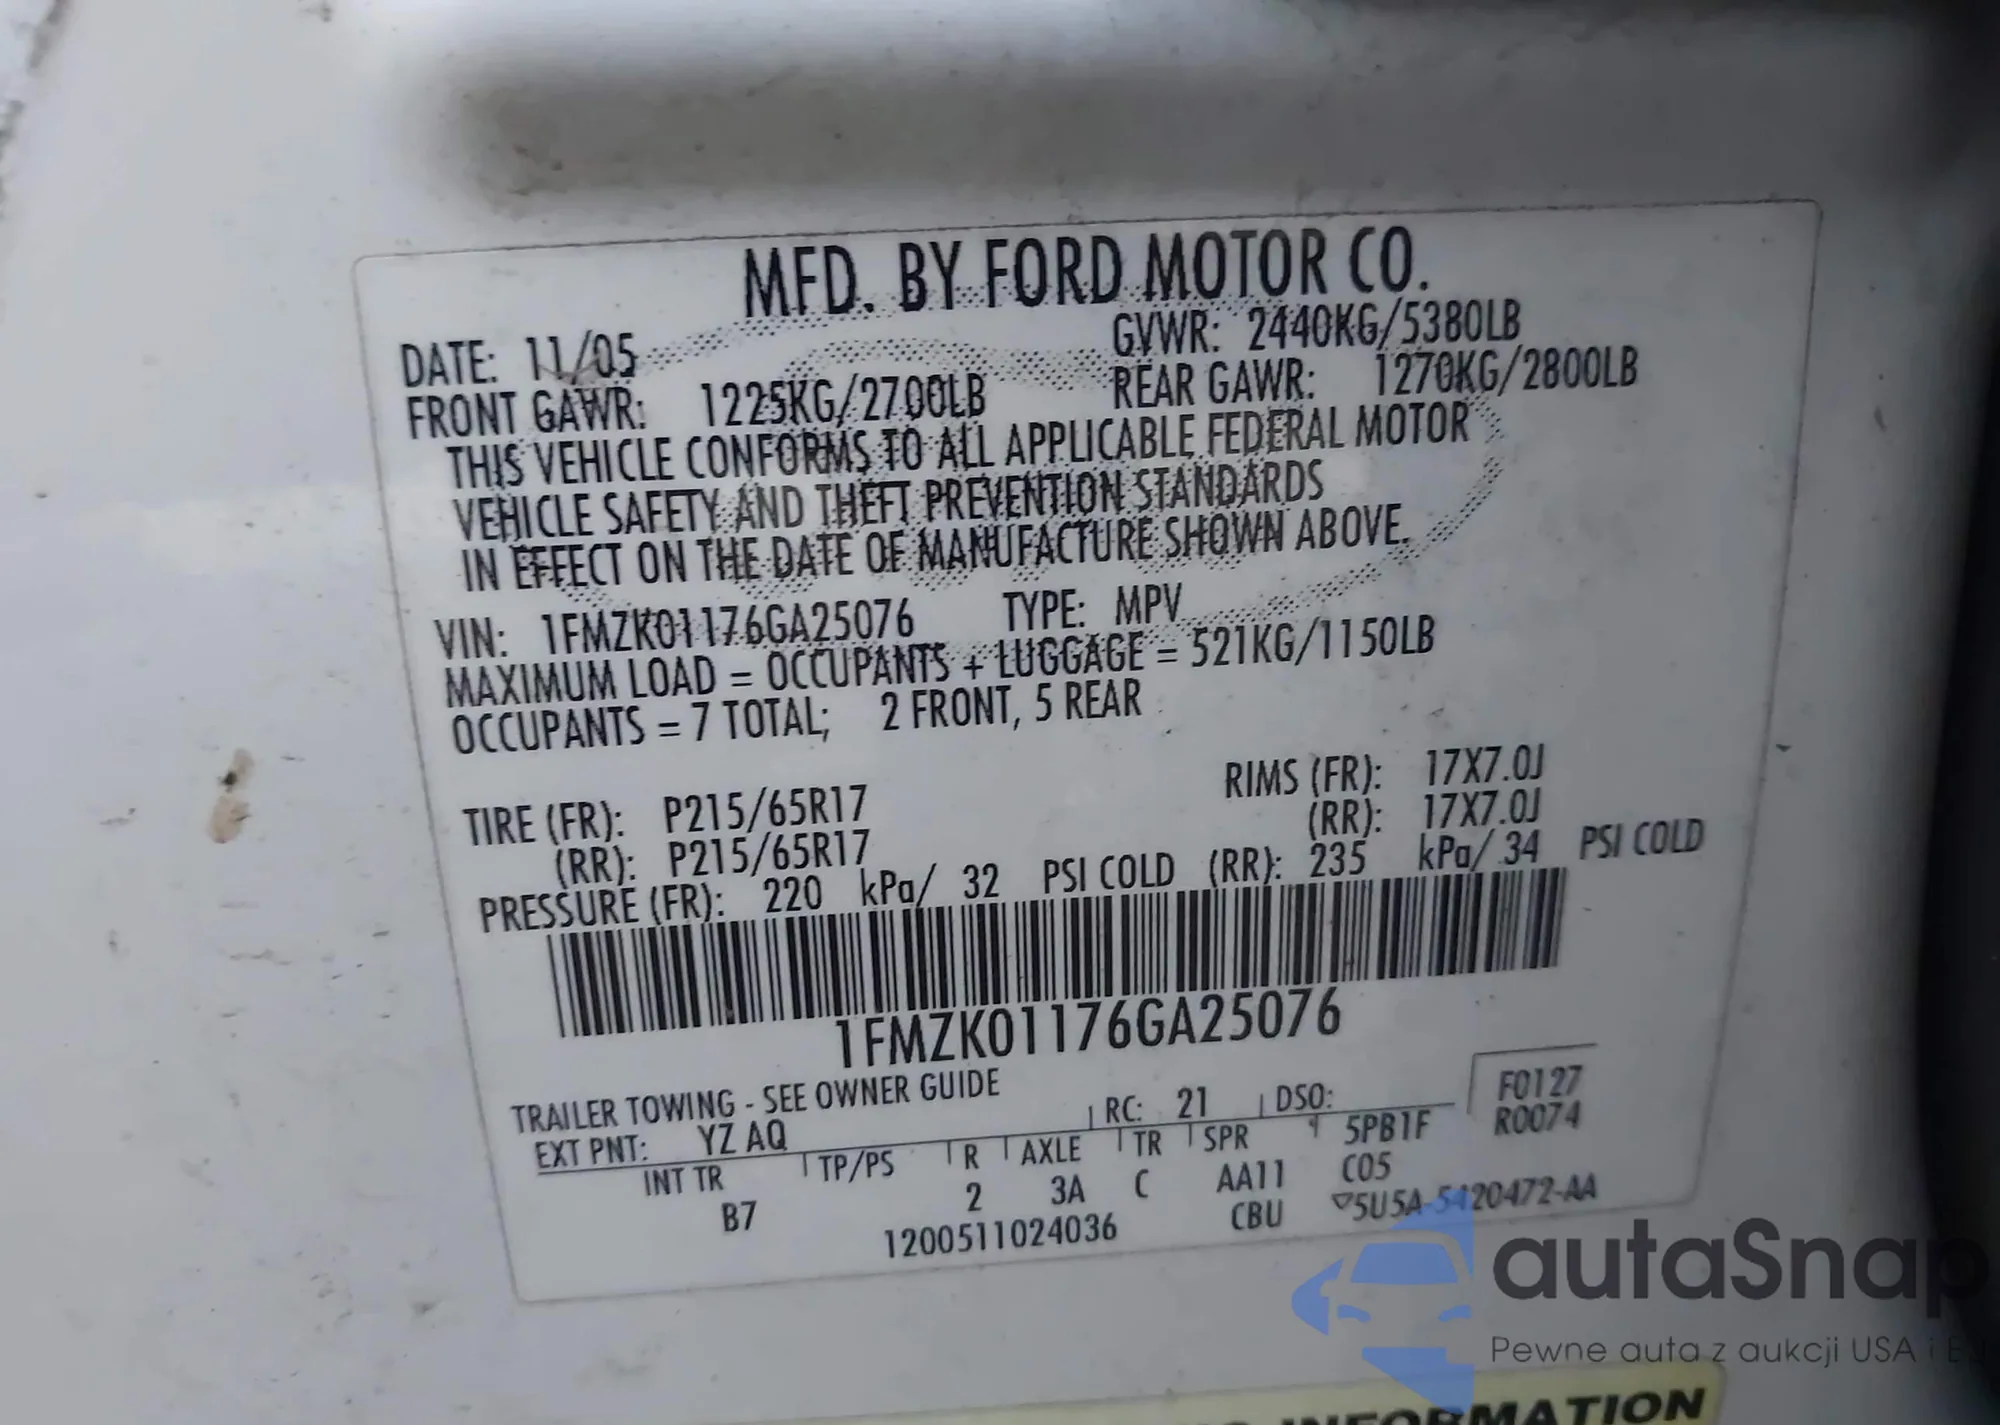 MFD. BY FORD MOTOR CO.
DATE: 11/05 GVWR: 2440KG/5380LB
FRONT GAWR: 1225KG/2700LB REAR GAWR: 1270KG/2800LB
THIS VEHICLE CONFORMS TO ALL APPLICABLE FEDERAL MOTOR
VEHICLE SAFETY AND THEFT PREVENTION STANDARDS
IN EFFECT ON THE DATE OF MANUFACTURE SHOWN ABOVE.
VIN: 1FMZK01176GA25076 TYPE: MPV
MAXIMUM LOAD = OCCUPANTS + LUGGAGE = 521KG/1150LB
OCCUPANTS = 7 TOTAL; 2 FRONT, 5 REAR
TIRE (FR): P215/65R17 RIMS (FR): 17X7.0J
(RR): P215/65R17 (RR): 17X7.0J
PRESSURE (FR): 220 kPa/ 32 PSI COLD (RR): 235 kPa/ 34 PSI COLD
1FMZK01176GA25076
TRAILER TOWING - SEE OWNER GUIDE
EXT PNT: YZ AQ RC: 21 DSO: F0127
INT TR TP/PS R AXLE TR SPR 5PB1F R0074
B7 2 3A C AA11 C05
1200511024036 CBU 5U5A-5420472-AA
autaSnap
Pewne auta z aukcji USA i EU
INFORMATION